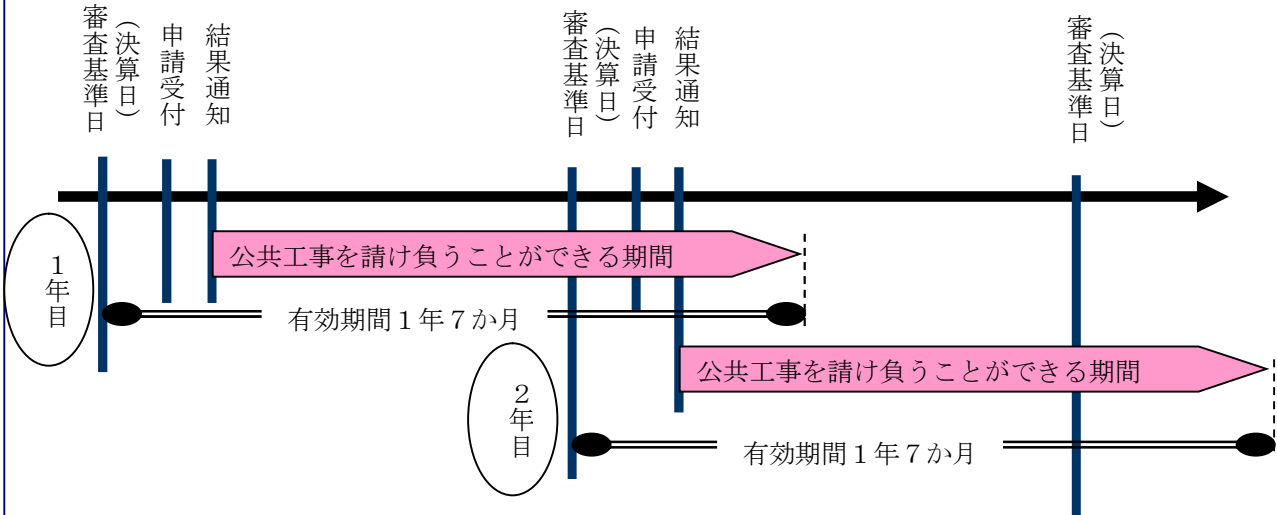 審査基準日
（決算日）
申請受付
結果通知
審査基準日
（決算日）
申請受付
結果通知
審査基準日
（決算日）
１年目
公共工事を請け負うことができる期間
有効期間１年７か月
２年目
公共工事を請け負うことができる期間
有効期間１年７か月